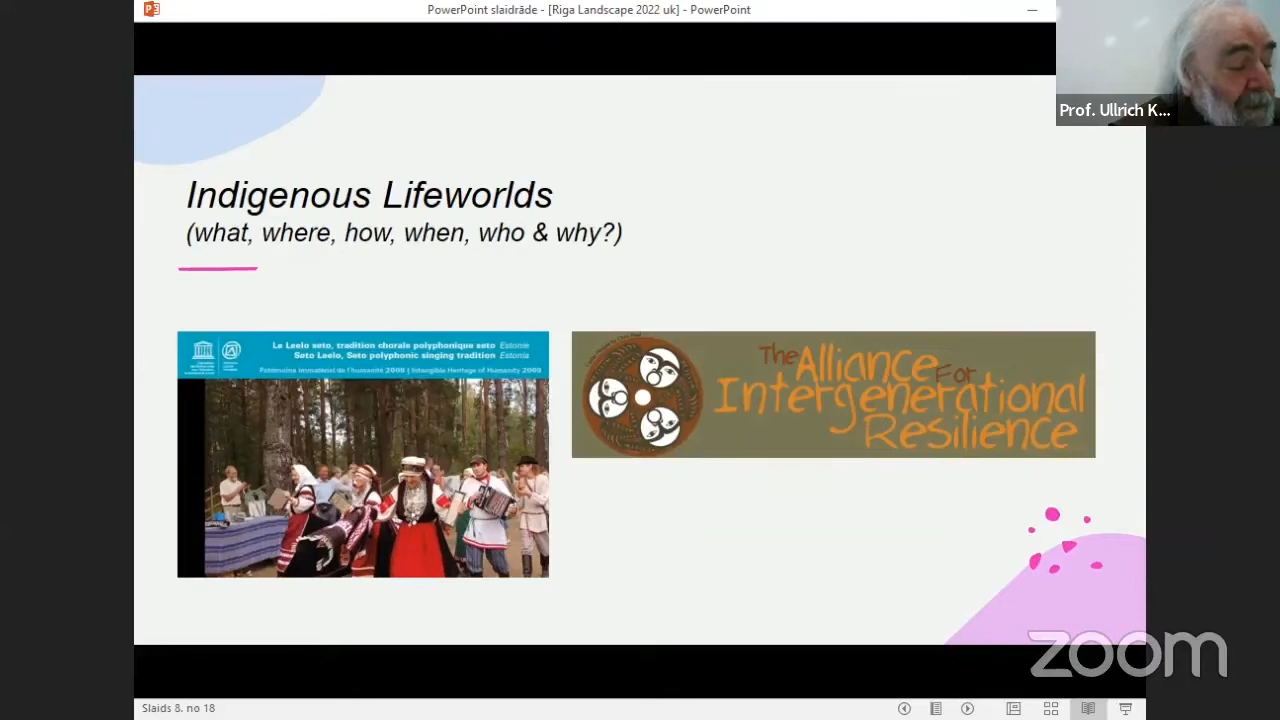 PowerPoint slaidrāde - [Riga Landscape 2022 uk] - PowerPoint
Prof. Ullrich K...
Indigenous Lifeworlds
(what, where, how, when, who & why?)
Le Leelo seto, tradition chorale polyphonique seto Estonie
Seto Leelo, Seto polyphonic singing tradition Estonia
Patrimoine immatériel de l'humanité 2009 | Intangible Heritage of Humanity 2009
The Alliance For
Intergenerational
Resilience
zoom
Slaids 8. no 18